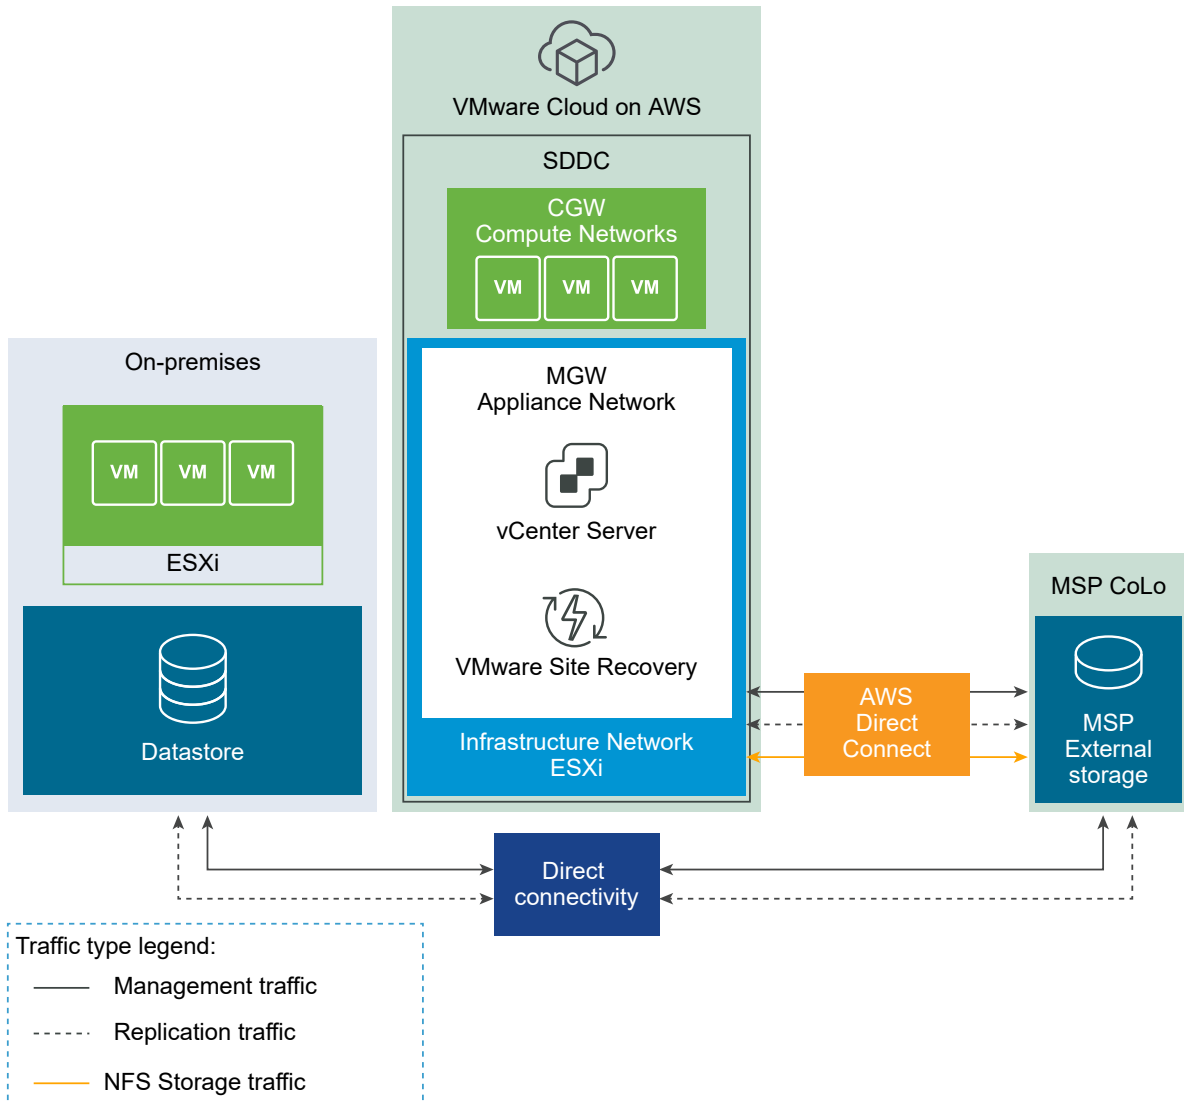 VMware Cloud on AWS
SDDC
CGW
Compute Networks
VM VM VM
On-premises
VM VM VM
ESXi
Datastore
MGW
Appliance Network
vCenter Server
VMware Site Recovery
Infrastructure Network
ESXi
AWS
Direct
Connect
MSP CoLo
MSP
External
storage
Direct
connectivity
Traffic type legend:
Management traffic
Replication traffic
NFS Storage traffic